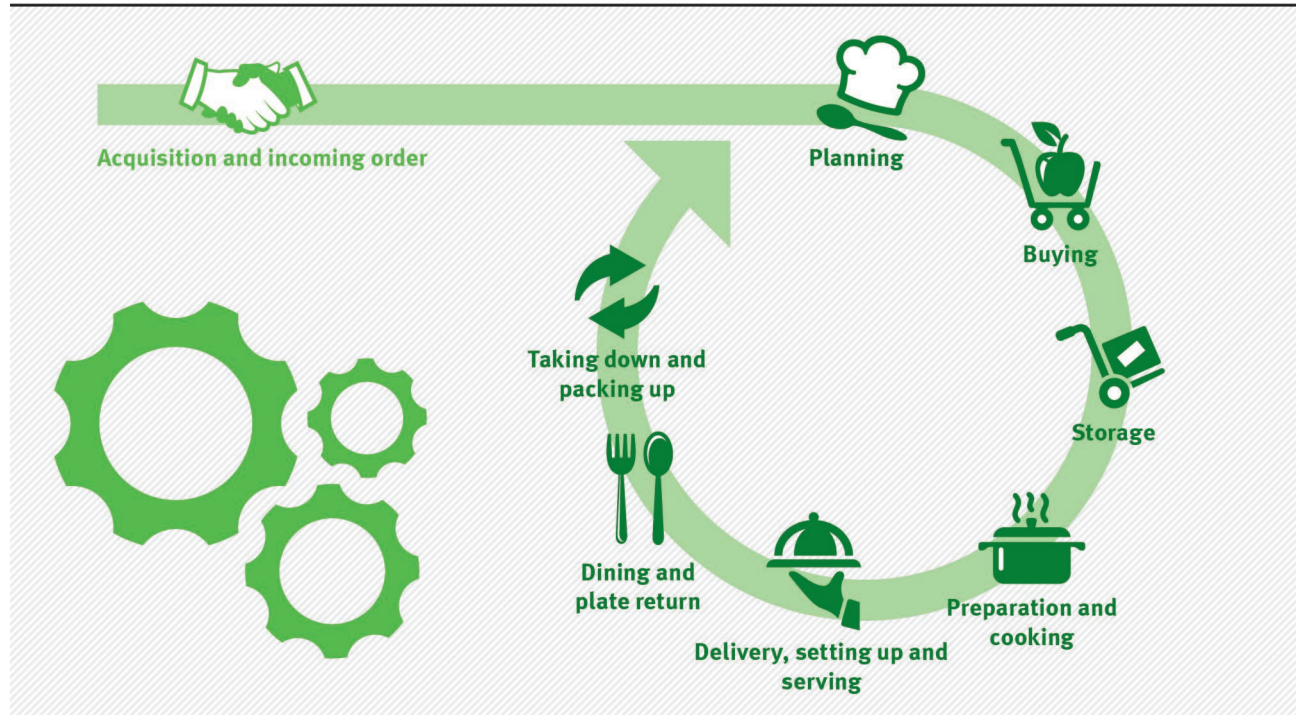 Acquisition and incoming order
Planning
Buying
Storage
Preparation and
cooking
Delivery, setting up and
serving
Dining and
plate return
Taking down and
packing up